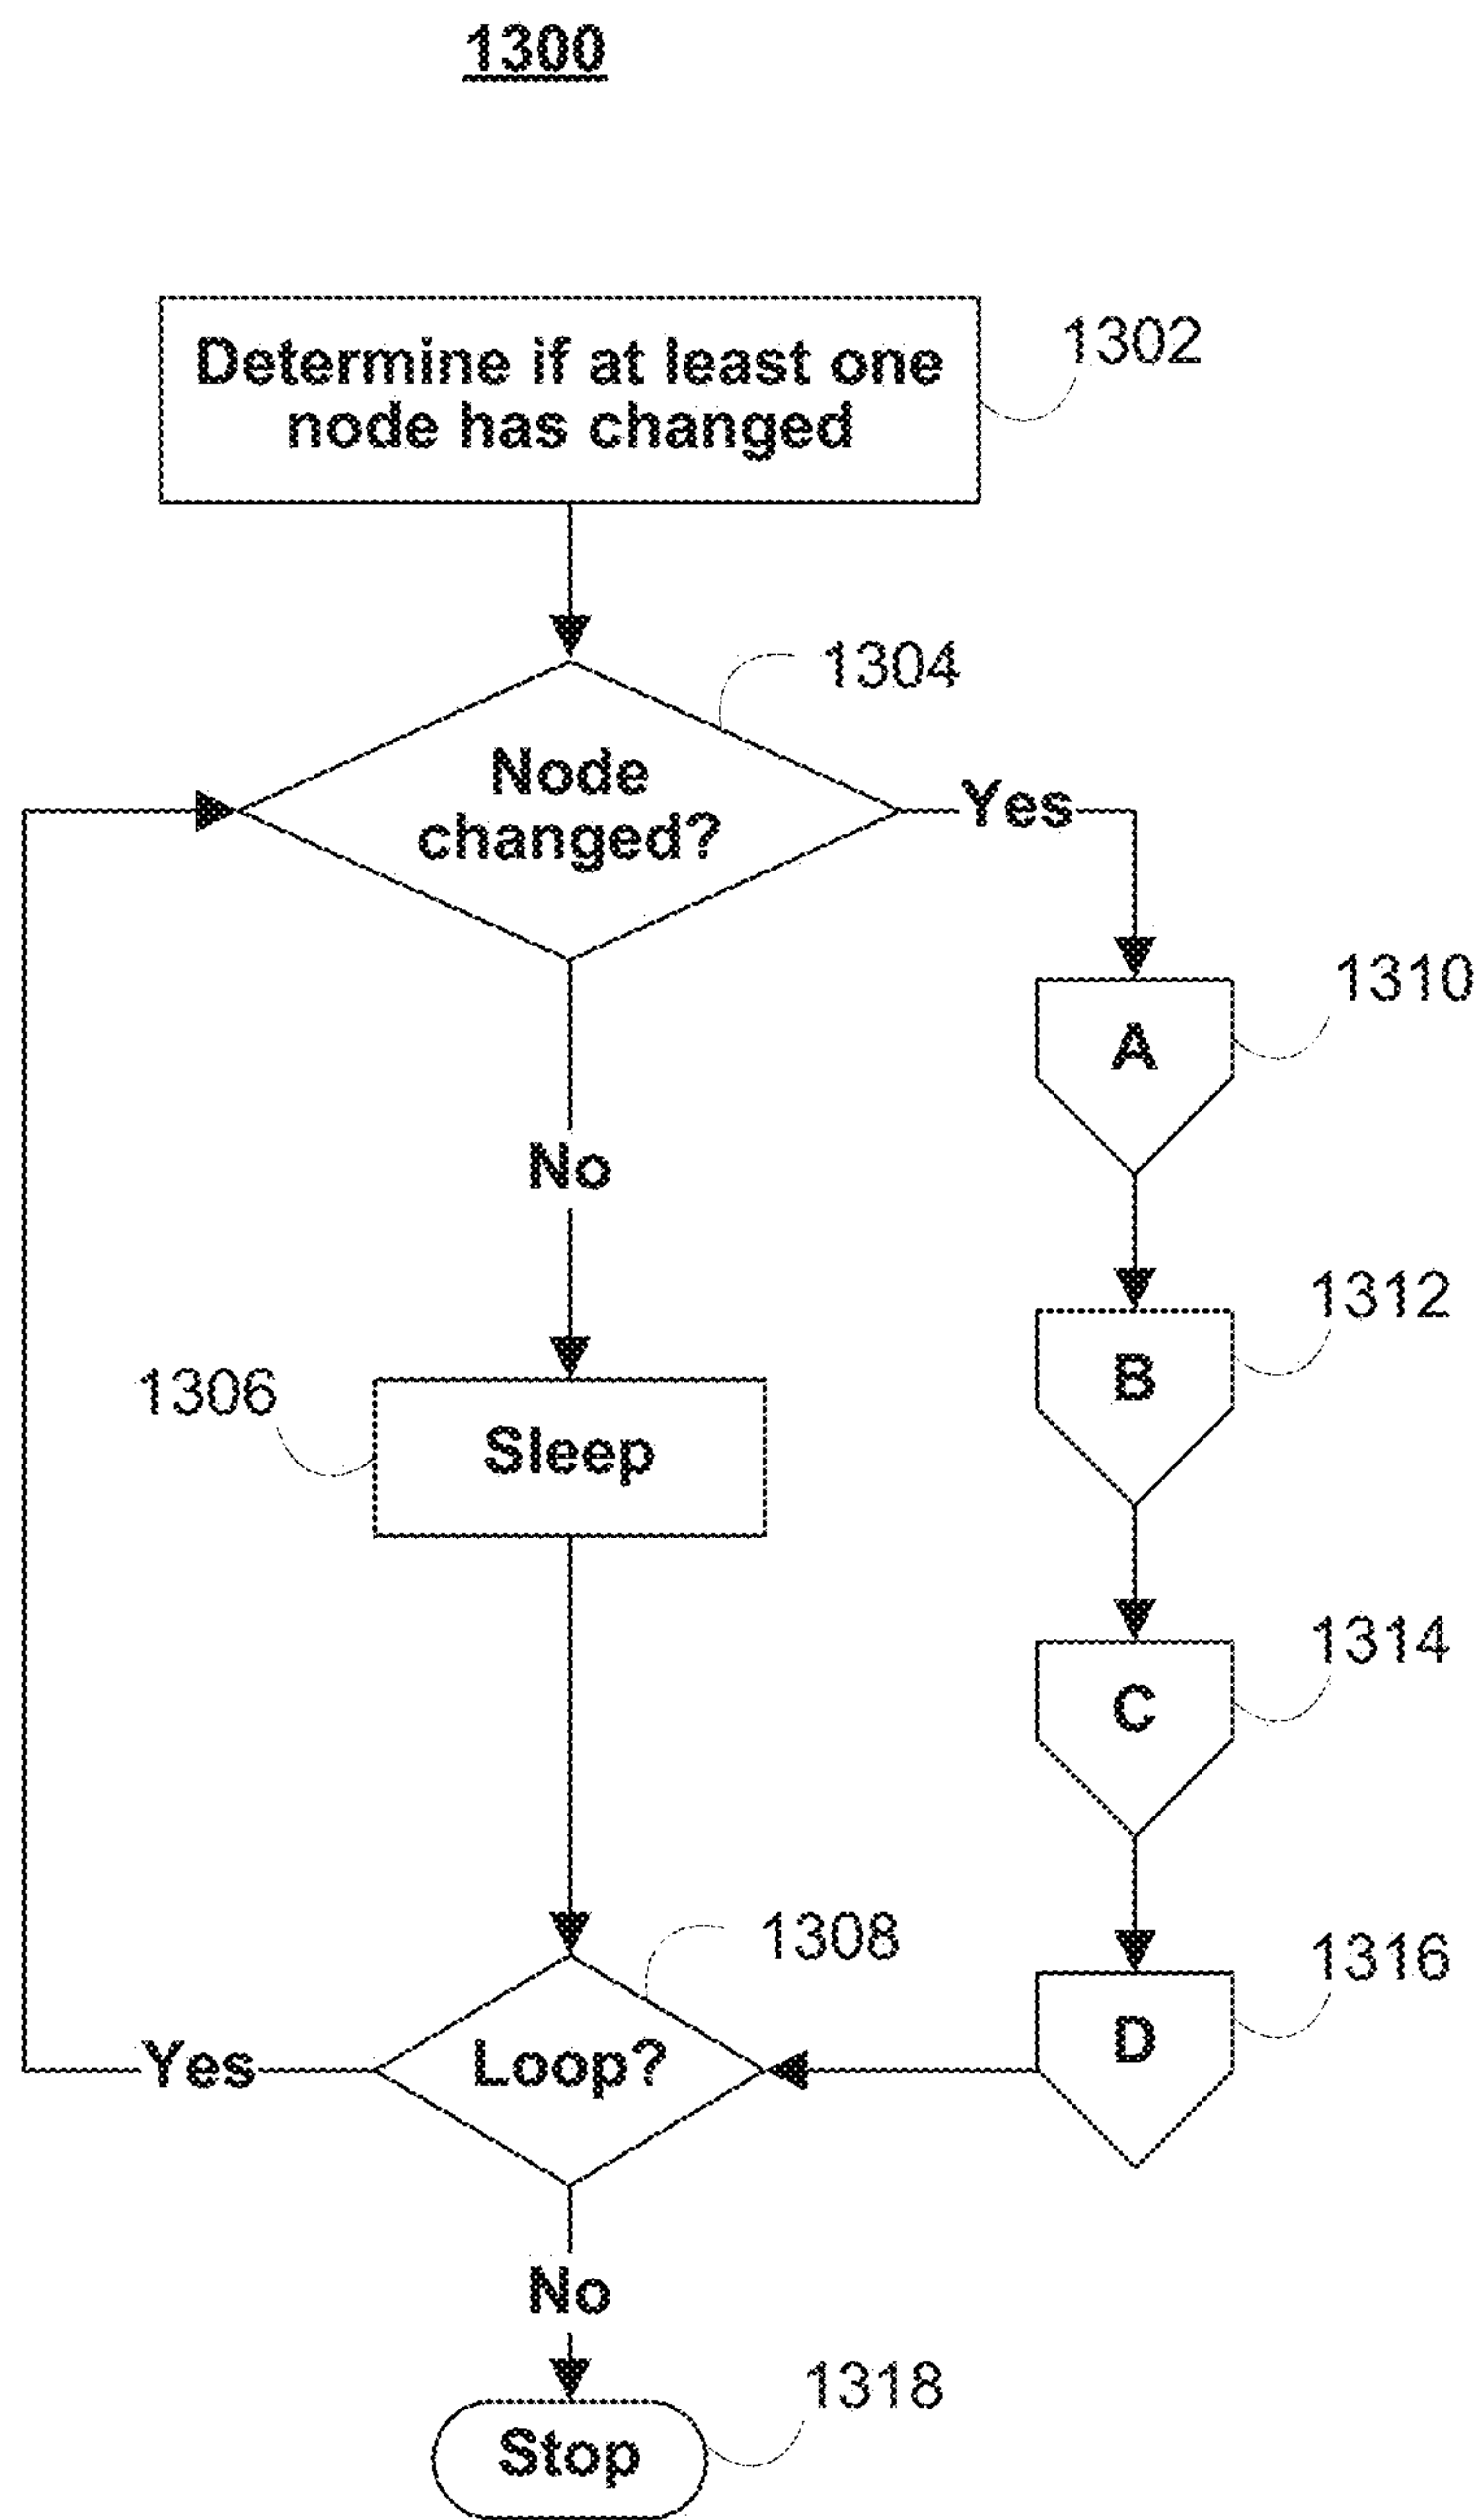 1300
Determine if at least one
node has changed
1302
1304
Node
changed?
Yes
1310
A
No
1312
B
1306
Sleep
1314
C
1308
1316
D
Loop?
Yes
No
1318
Stop